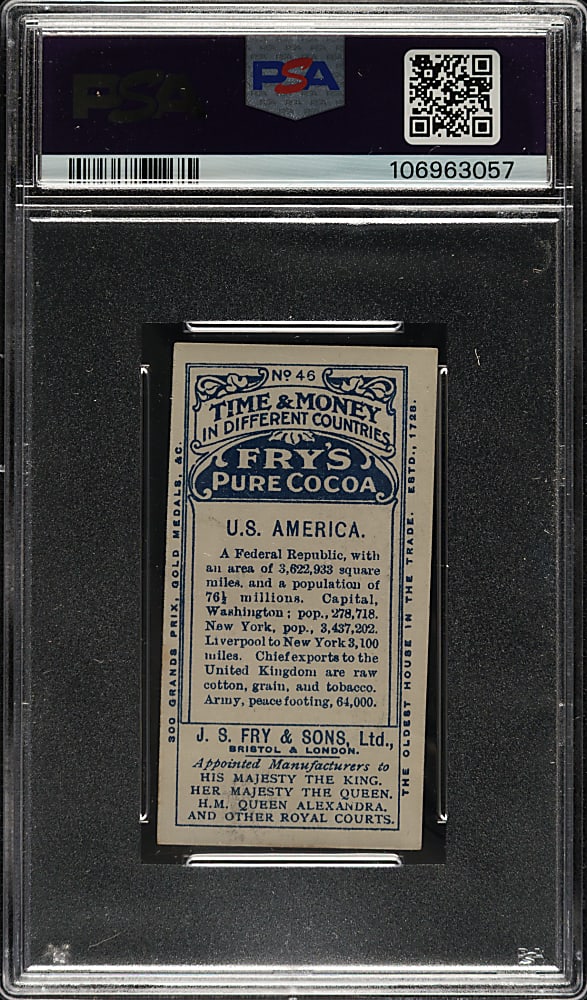 PSA
PSA
106963057
Nº 46
TIME & MONEY
IN DIFFERENT COUNTRIES
FRY'S
PURE COCOA
U.S. AMERICA.
A Federal Republic, with
an area of 3,622,933 square
miles, and a population of
76½ millions. Capital,
Washington; pop., 278,718.
New York, pop., 3,437,202.
Liverpool to New York 3,100
miles. Chief exports to the
United Kingdom are raw
cotton, grain, and tobacco.
Army, peace footing, 64,000.
J. S. FRY & SONS, Ltd.,
BRISTOL & LONDON.
Appointed Manufacturers to
HIS MAJESTY THE KING.
HER MAJESTY THE QUEEN.
H.M. QUEEN ALEXANDRA.
AND OTHER ROYAL COURTS.
300 GRANDS PRIX, GOLD MEDALS, &C.
THE OLDEST HOUSE IN THE TRADE. ESTD., 1728.